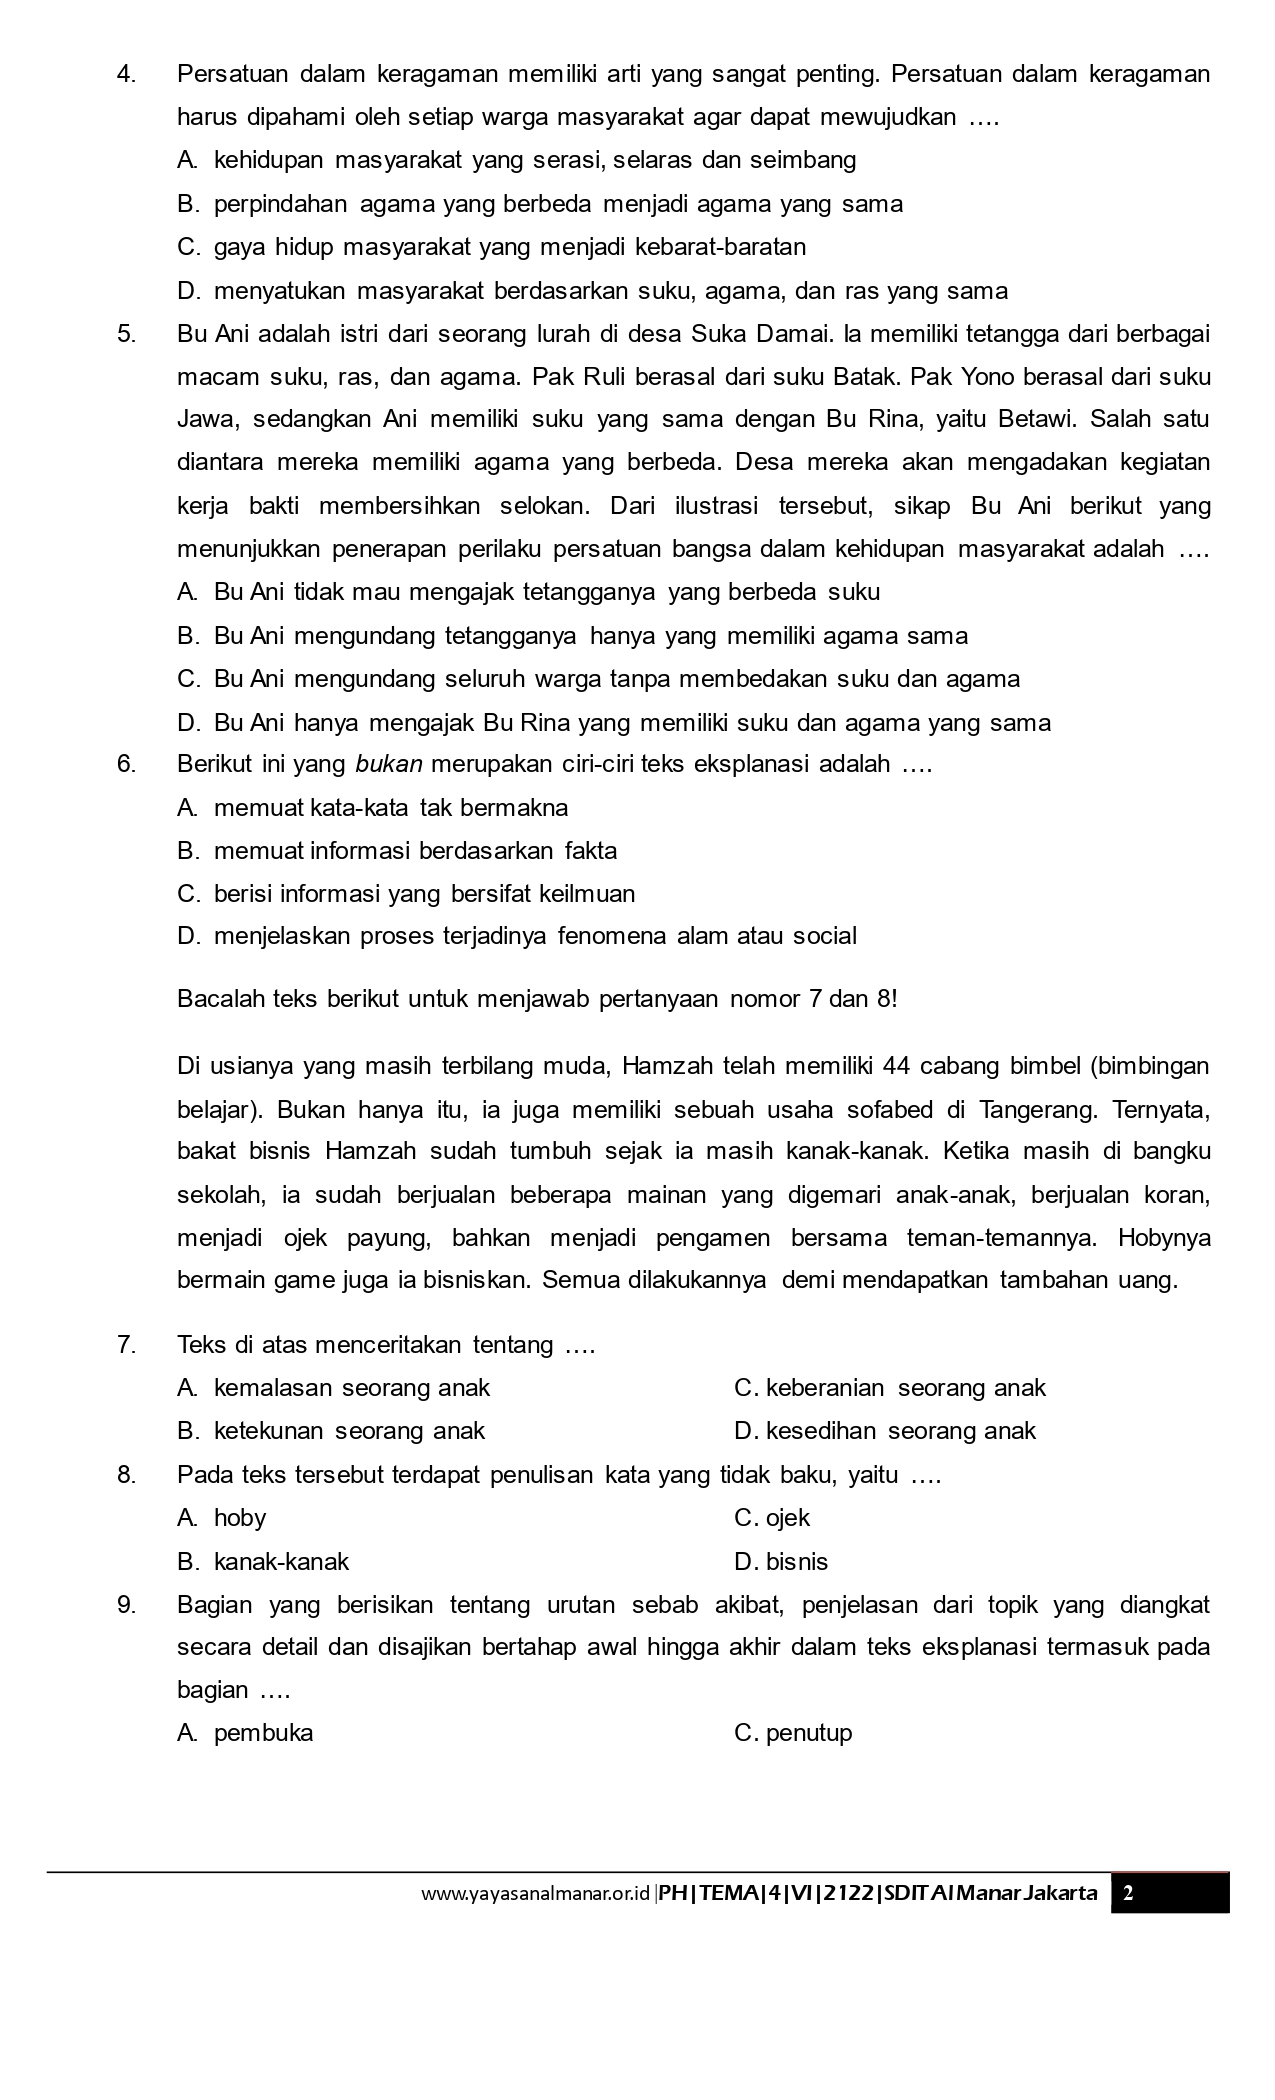 4. Persatuan dalam keragaman memiliki arti yang sangat penting. Persatuan dalam keragaman
harus dipahami oleh setiap warga masyarakat agar dapat mewujudkan ....
A. kehidupan masyarakat yang serasi, selaras dan seimbang
B. perpindahan agama yang berbeda menjadi agama yang sama
C. gaya hidup masyarakat yang menjadi kebarat-baratan
D. menyatukan masyarakat berdasarkan suku, agama, dan ras yang sama
5. Bu Ani adalah istri dari seorang lurah di desa Suka Damai. Ia memiliki tetangga dari berbagai
macam suku, ras, dan agama. Pak Ruli berasal dari suku Batak. Pak Yono berasal dari suku
Jawa, sedangkan Ani memiliki suku yang sama dengan Bu Rina, yaitu Betawi. Salah satu
diantara mereka memiliki agama yang berbeda. Desa mereka akan mengadakan kegiatan
kerja bakti membersihkan selokan. Dari ilustrasi tersebut, sikap Bu Ani berikut yang
menunjukkan penerapan perilaku persatuan bangsa dalam kehidupan masyarakat adalah ....
A. Bu Ani tidak mau mengajak tetangganya yang berbeda suku
B. Bu Ani mengundang tetangganya hanya yang memiliki agama sama
C. Bu Ani mengundang seluruh warga tanpa membedakan suku dan agama
D. Bu Ani hanya mengajak Bu Rina yang memiliki suku dan agama yang sama
6. Berikut ini yang bukan merupakan ciri-ciri teks eksplanasi adalah ....
A. memuat kata-kata tak bermakna
B. memuat informasi berdasarkan fakta
C. berisi informasi yang bersifat keilmuan
D. menjelaskan proses terjadinya fenomena alam atau social
Bacalah teks berikut untuk menjawab pertanyaan nomor 7 dan 8!
Di usianya yang masih terbilang muda, Hamzah telah memiliki 44 cabang bimbel (bimbingan
belajar). Bukan hanya itu, ia juga memiliki sebuah usaha sofabed di Tangerang. Ternyata,
bakat bisnis Hamzah sudah tumbuh sejak ia masih kanak-kanak. Ketika masih di bangku
sekolah, ia sudah berjualan beberapa mainan yang digemari anak-anak, berjualan koran,
menjadi ojek payung, bahkan menjadi pengamen bersama teman-temannya. Hobynya
bermain game juga ia bisniskan. Semua dilakukannya demi mendapatkan tambahan uang.
7. Teks di atas menceritakan tentang ....
A. kemalasan seorang anak C. keberanian seorang anak
B. ketekunan seorang anak D. kesedihan seorang anak
8. Pada teks tersebut terdapat penulisan kata yang tidak baku, yaitu ....
A. hoby C. ojek
B. kanak-kanak D. bisnis
9. Bagian yang berisikan tentang urutan sebab akibat, penjelasan dari topik yang diangkat
secara detail dan disajikan bertahap awal hingga akhir dalam teks eksplanasi termasuk pada
bagian ....
A. pembuka C. penutup
www.yayasanalmanar.or.id |PH|TEMA|4|VI|2122|SDIT Al Manar Jakarta 2